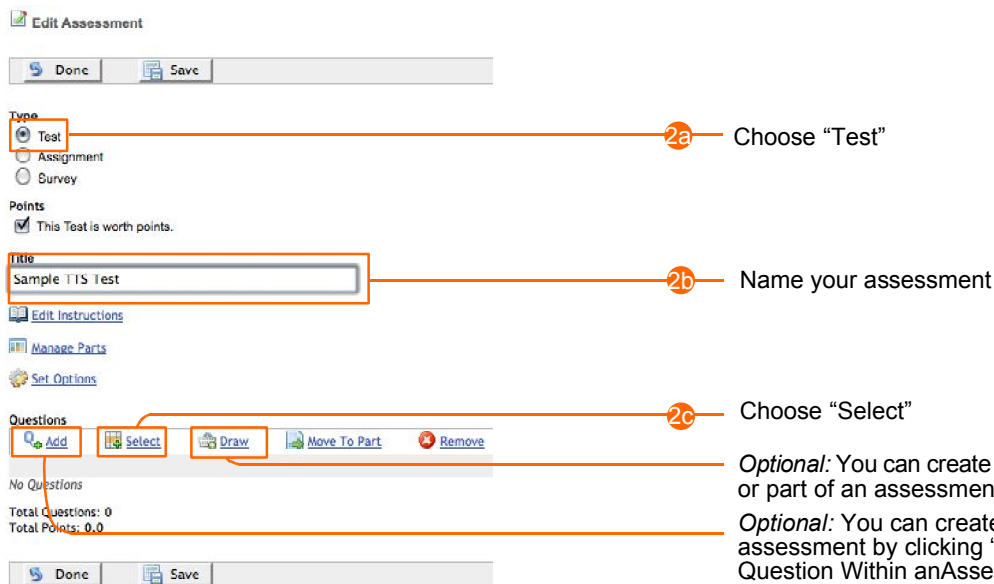 Edit Assessment
Done Save
Type
Test
2a Choose “Test”
Assignment
Survey
Points
This Test is worth points.
Title
Sample TTS Test
2b Name your assessment
Edit Instructions
Manage Parts
Set Options
2c Choose “Select”
Questions
Add Select Draw Move To Part Remove
Optional: You can create
or part of an assessmen
No Questions
Total Questions: 0
Total Points: 0.0
Optional: You can create
assessment by clicking “
Question Within anAsse
Done Save